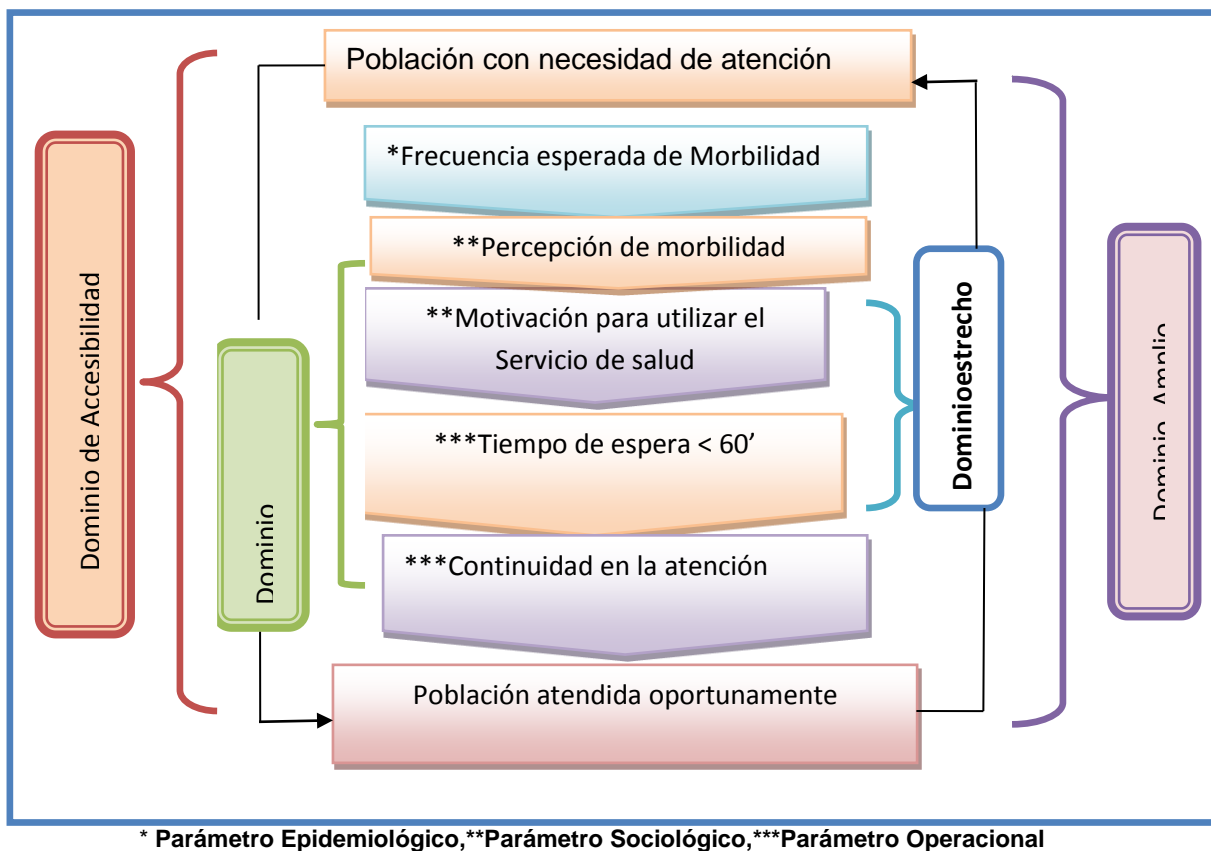 Población con necesidad de atención
*Frecuencia esperada de Morbilidad
**Percepción de morbilidad
**Motivación para utilizar el
Servicio de salud
***Tiempo de espera < 60’
***Continuidad en la atención
Población atendida oportunamente
Dominio de Accesibilidad
Dominio
Dominioestrecho
Dominio Amplio
* Parámetro Epidemiológico,**Parámetro Sociológico,***Parámetro Operacional